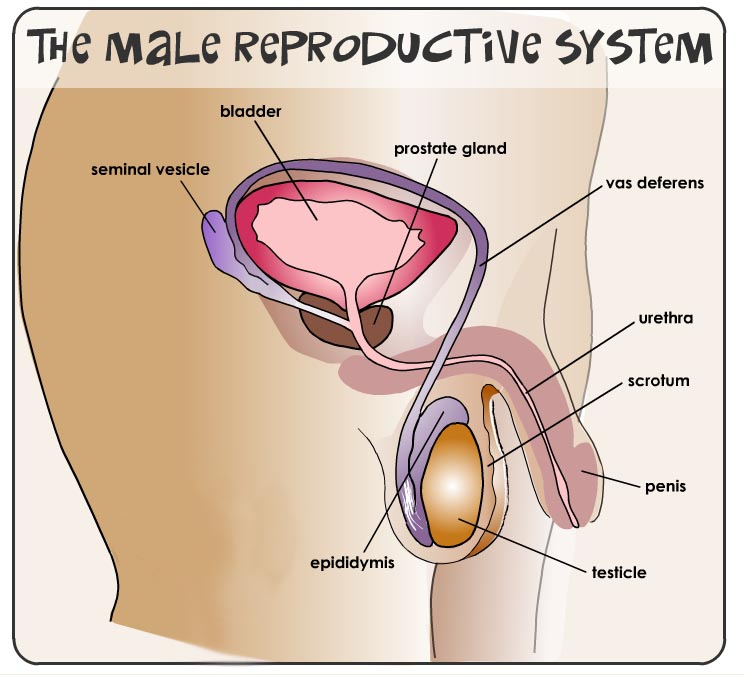 THE MALE REPRODUCTIVE SYSTEM
bladder
prostate gland
seminal vesicle
vas deferens
urethra
scrotum
penis
epididymis
testicle